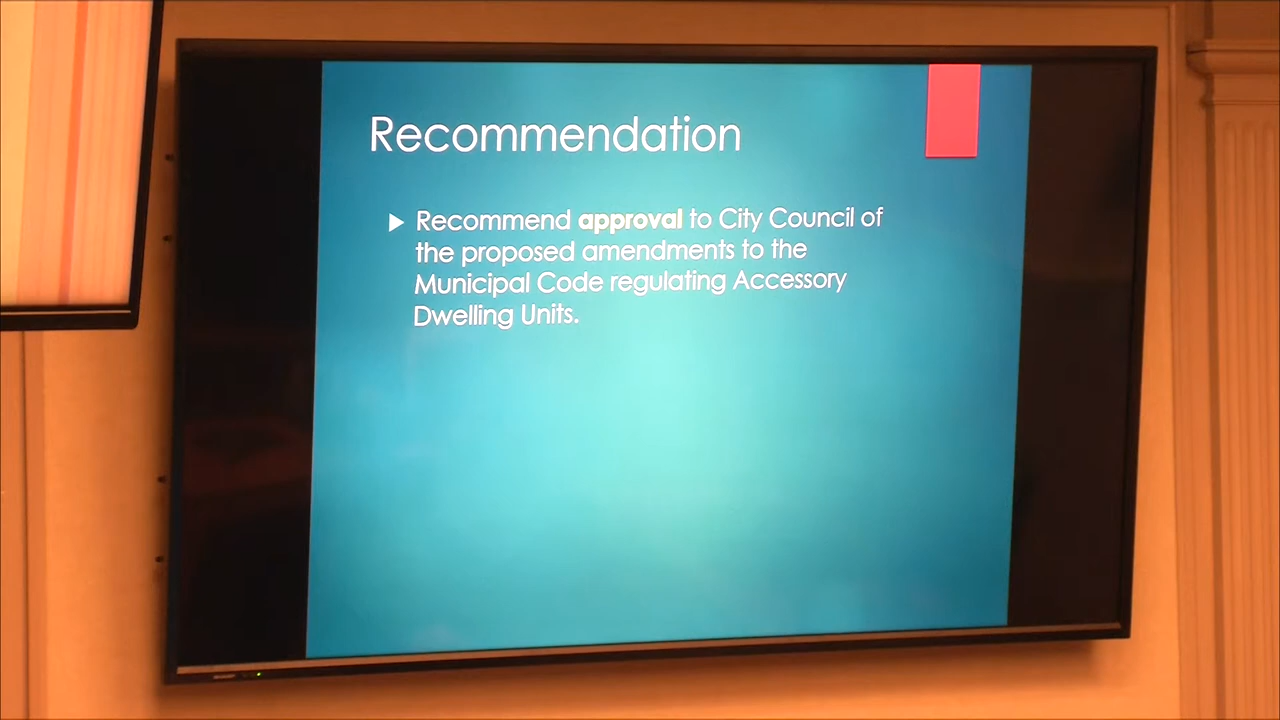 Recommendation
Recommend approval to City Council of
the proposed amendments to the
Municipal Code regulating Accessory
Dwelling Units.